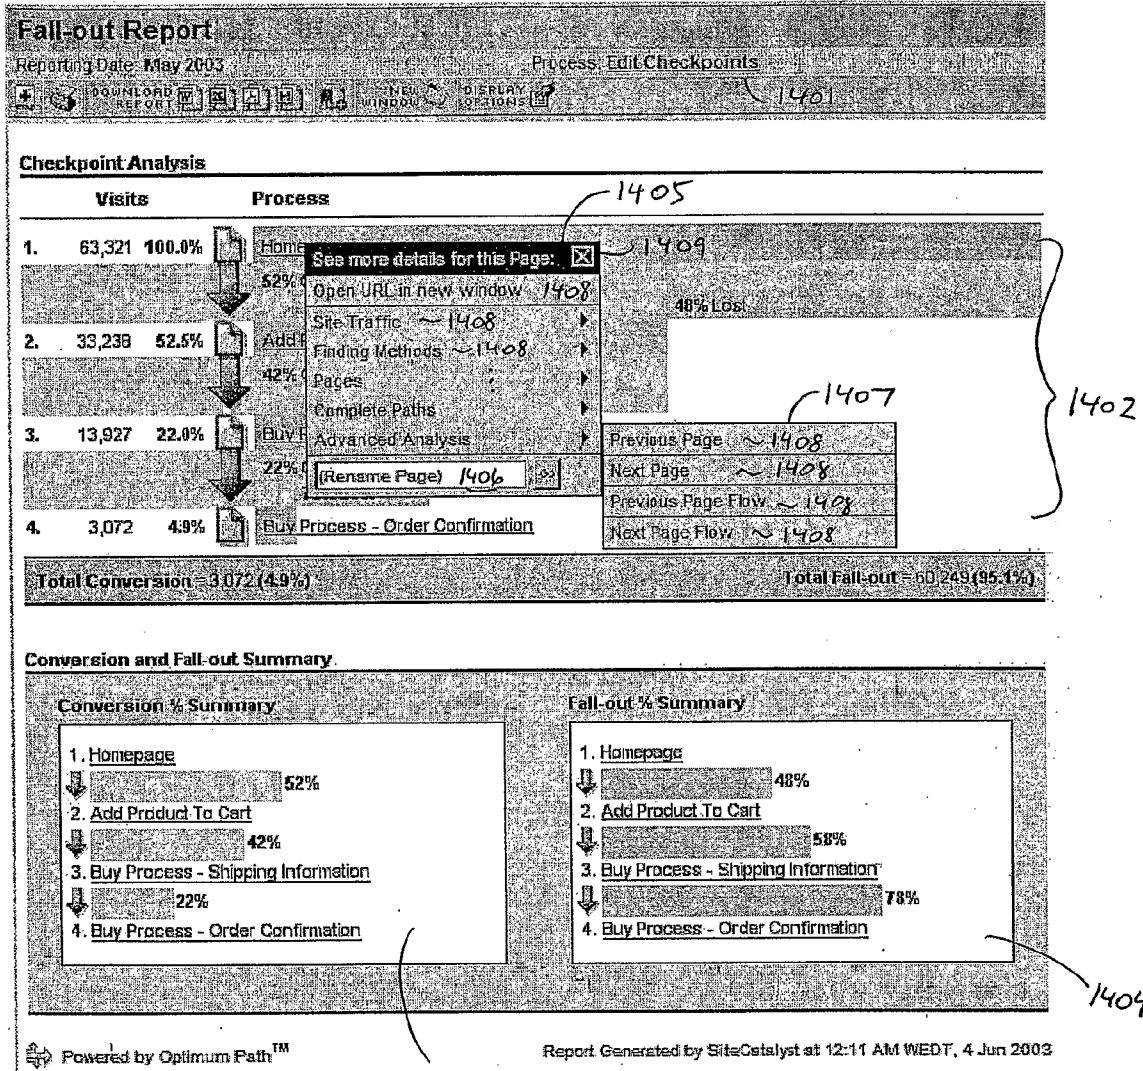 Fall-out Report
Reporting Date: May 2003
Process: Edit Checkpoints
1401
DOWNLOAD REPORT
NEW WINDOW
DISPLAY OPTIONS
Checkpoint Analysis
Visits Process
1405
1. 63,321 100.0% Home
See more details for this Page:
1409
52%
Open URL in new window 1408
48% Lost
Site Traffic ~1408
2. 33,238 52.5% Add
Finding Methods ~1408
42%
Pages
Complete Paths
1407
1402
3. 13,927 22.0% Buy
Advanced Analysis
Previous Page ~1408
22%
(Rename Page) 1406
Next Page ~1408
Previous Page Flow ~1408
4. 3,072 4.9% Buy Process - Order Confirmation
Next Page Flow ~1408
Total Conversion = 3,072 (4.9%)
Total Fall-out = 60,249 (95.1%)
Conversion and Fall-out Summary
Conversion % Summary
1. Homepage
52%
2. Add Product To Cart
42%
3. Buy Process - Shipping Information
22%
4. Buy Process - Order Confirmation
Fall-out % Summary
1. Homepage
48%
2. Add Product To Cart
58%
3. Buy Process - Shipping Information
78%
4. Buy Process - Order Confirmation
1404
Powered by Optimum Path™
Report Generated by SiteCatalyst at 12:11 AM WEDT, 4 Jun 2003